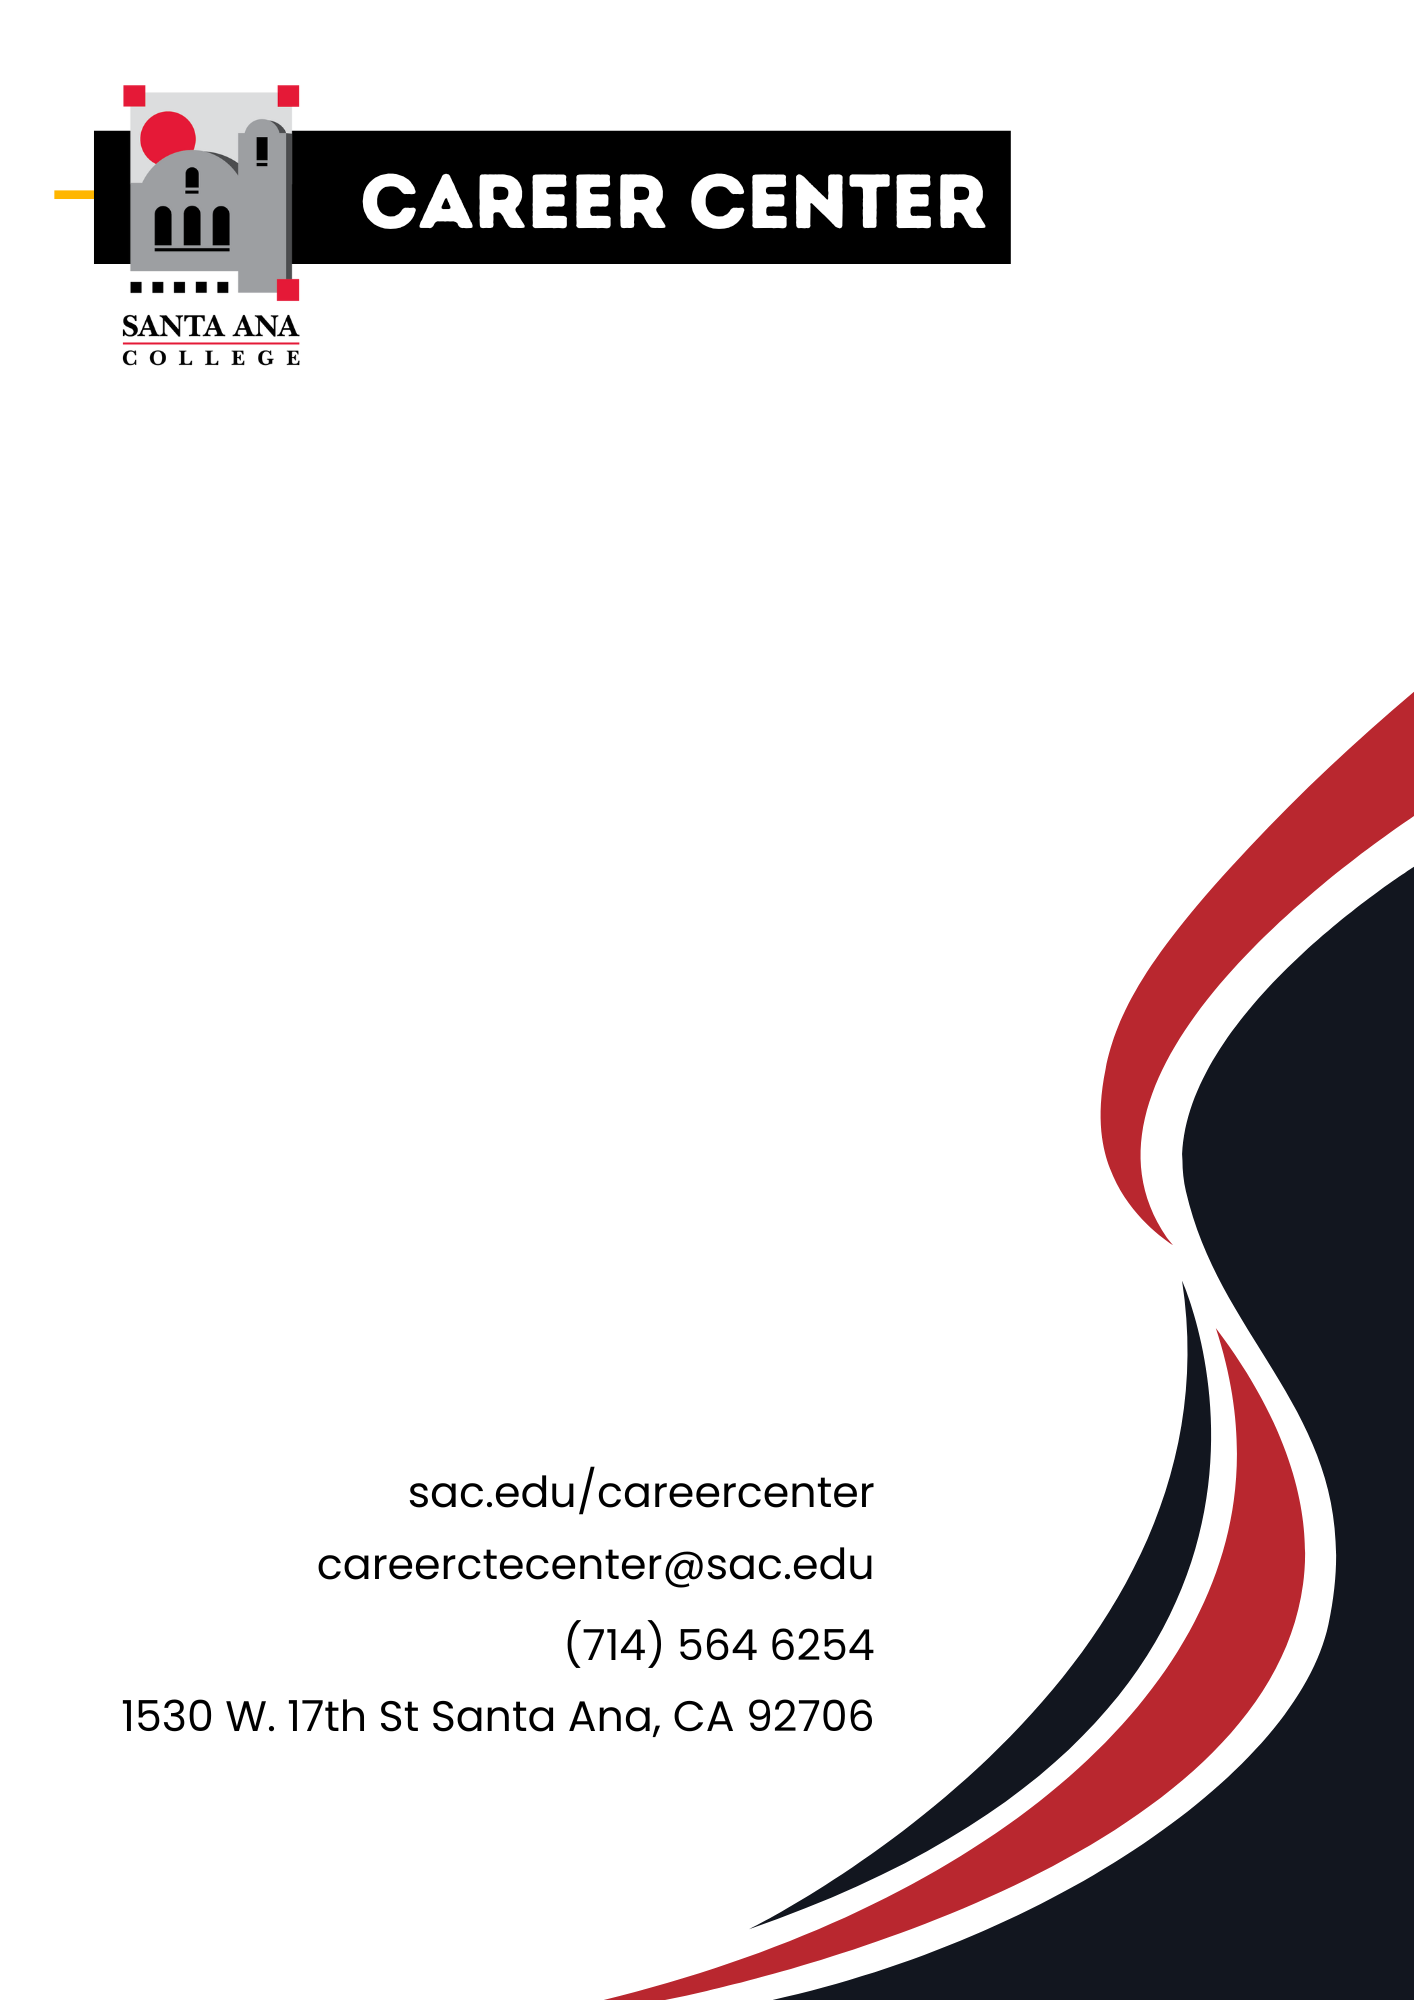 CAREER CENTER
SANTA ANA
COLLEGE
sac.edu/careercenter
careerctecenter@sac.edu
(714) 564 6254
1530 W. 17th St Santa Ana, CA 92706